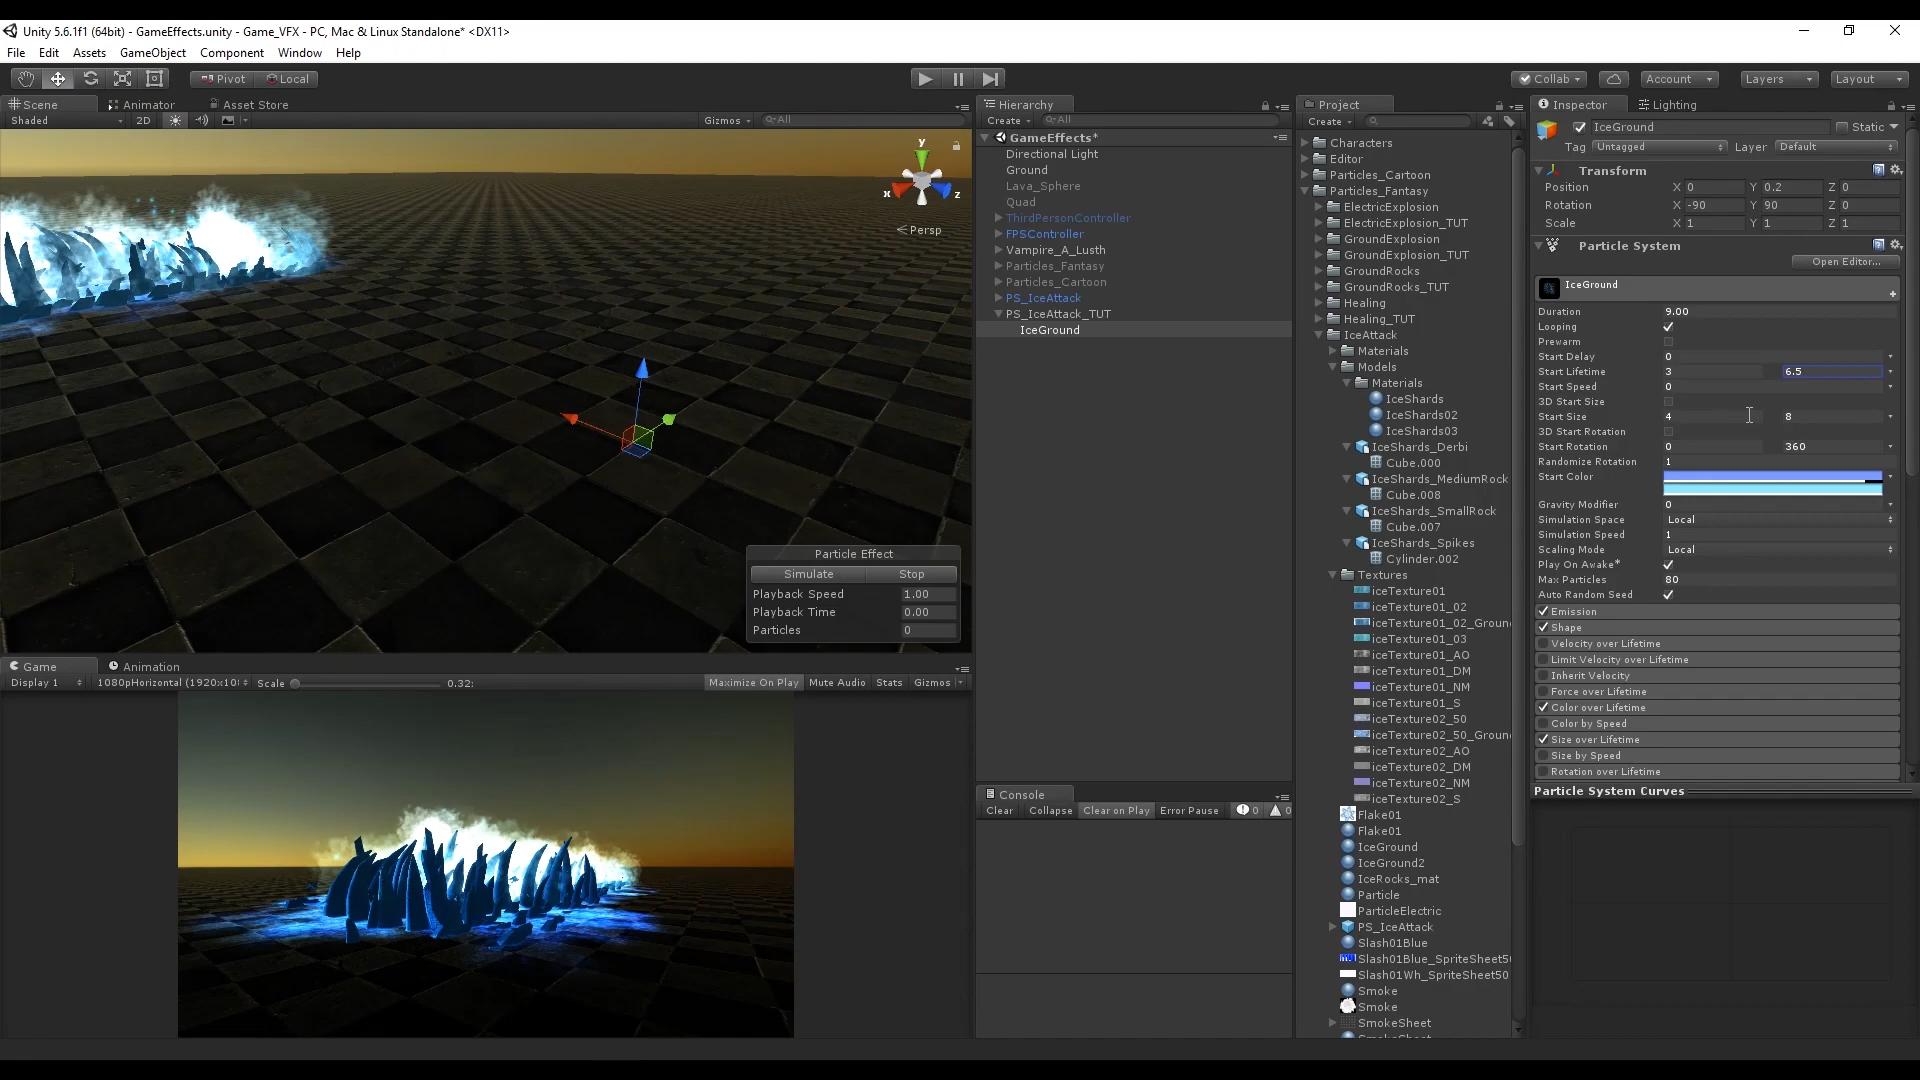 Unity 5.6.1f1 (64bit) - GameEffects.unity - Game_VFX - PC, Mac & Linux Standalone* <DX11>
File Edit Assets GameObject Component Window Help
Pivot Local Collab Account Layers Layout
Scene Animator Asset Store
Shaded 2D Gizmos All
y
x
z
Persp
Particle Effect
Simulate Stop
Playback Speed 1.00
Playback Time 0.00
Particles 0
Game Animation
Display 1 1080pHorizontal (1920x10 Scale 0.32: Maximize On Play Mute Audio Stats Gizmos
Hierarchy
Create All
GameEffects*
Directional Light
Ground
Lava_Sphere
Quad
ThirdPersonController
FPSController
Vampire_A_Lusth
Particles_Fantasy
Particles_Cartoon
PS_IceAttack
PS_IceAttack_TUT
IceGround
Console
Clear Collapse Clear on Play Error Pause 0 0
Project
Create
Characters
Editor
Particles_Cartoon
Particles_Fantasy
ElectricExplosion
ElectricExplosion_TUT
GroundExplosion
GroundExplosion_TUT
GroundRocks
GroundRocks_TUT
Healing
Healing_TUT
IceAttack
Materials
Models
Materials
IceShards
IceShards02
IceShards03
IceShards_Derbi
Cube.000
IceShards_MediumRock
Cube.008
IceShards_SmallRock
Cube.007
IceShards_Spikes
Cylinder.002
Textures
iceTexture01
iceTexture01_02
iceTexture01_02_Groun
iceTexture01_03
iceTexture01_AO
iceTexture01_DM
iceTexture01_NM
iceTexture01_S
iceTexture02_50
iceTexture02_50_Groun
iceTexture02_AO
iceTexture02_DM
iceTexture02_NM
iceTexture02_S
Flake01
Flake01
IceGround
IceGround2
IceRocks_mat
Particle
ParticleElectric
PS_IceAttack
Slash01Blue
Slash01Blue_SpriteSheet5
Slash01Wh_SpriteSheet50
Smoke
Smoke
SmokeSheet
Inspector Lighting
IceGround Static
Tag Untagged Layer Default
Transform
Position X 0 Y 0.2 Z 0
Rotation X -90 Y 90 Z 0
Scale X 1 Y 1 Z 1
Particle System
Open Editor...
IceGround
Duration 9.00
Looping
Prewarm
Start Delay 0
Start Lifetime 3 6.5
Start Speed 0
3D Start Size
Start Size 4 8
3D Start Rotation
Start Rotation 0 360
Randomize Rotation 1
Start Color
Gravity Modifier 0
Simulation Space Local
Simulation Speed 1
Scaling Mode Local
Play On Awake*
Max Particles 80
Auto Random Seed
Emission
Shape
Velocity over Lifetime
Limit Velocity over Lifetime
Inherit Velocity
Force over Lifetime
Color over Lifetime
Color by Speed
Size over Lifetime
Size by Speed
Rotation over Lifetime
Particle System Curves